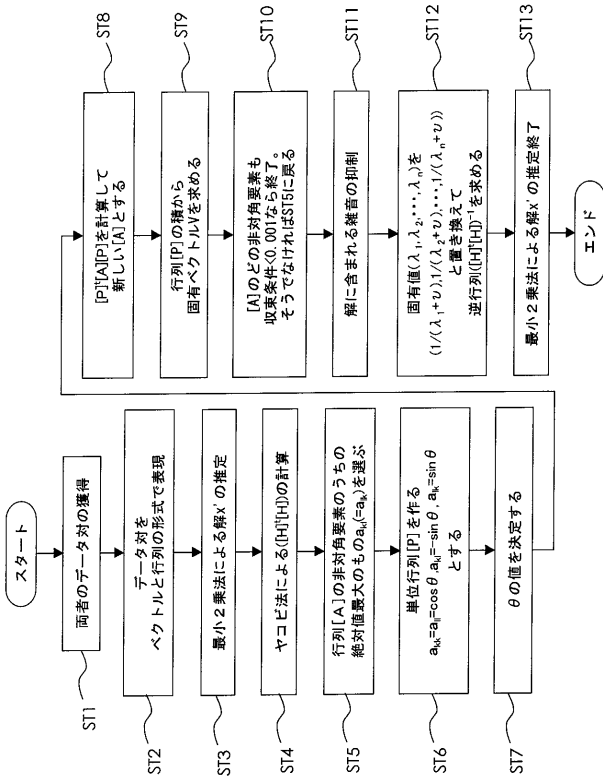 スタート
ST1
両者のデータ対の獲得
ST2
データ対を
ベクトルと行列の形式で表現
ST3
最小2乗法による解x'の推定
ST4
ヤコビ法による([H]ᵗ[H])の計算
ST5
行列[A]の非対角要素のうちの
絶対値最大のものaₖₗ(=aₗₖ)を選ぶ
ST6
単位行列[P]を作る
aₖₖ=aₗₗ=cosθ,aₖₗ=-sinθ, aₗₖ=sinθ
とする
ST7
θの値を決定する
ST8
[P]ᵗ[A][P]を計算して
新しい[A]とする
ST9
行列[P]の積から
固有ベクトルVを求める
ST10
[A]のどの非対角要素も
収束条件<0.001なら終了。
そうでなければST5に戻る
ST11
解に含まれる雑音の抑制
ST12
固有値(λ₁,λ₂,•••,λₙ)を
(1/(λ₁+υ),1/(λ₂+υ),•••,1/(λₙ+υ))
と置き換えて
逆行列([H]ᵗ[H])⁻¹を求める
ST13
最小2乗法による解x'の推定終了
エンド